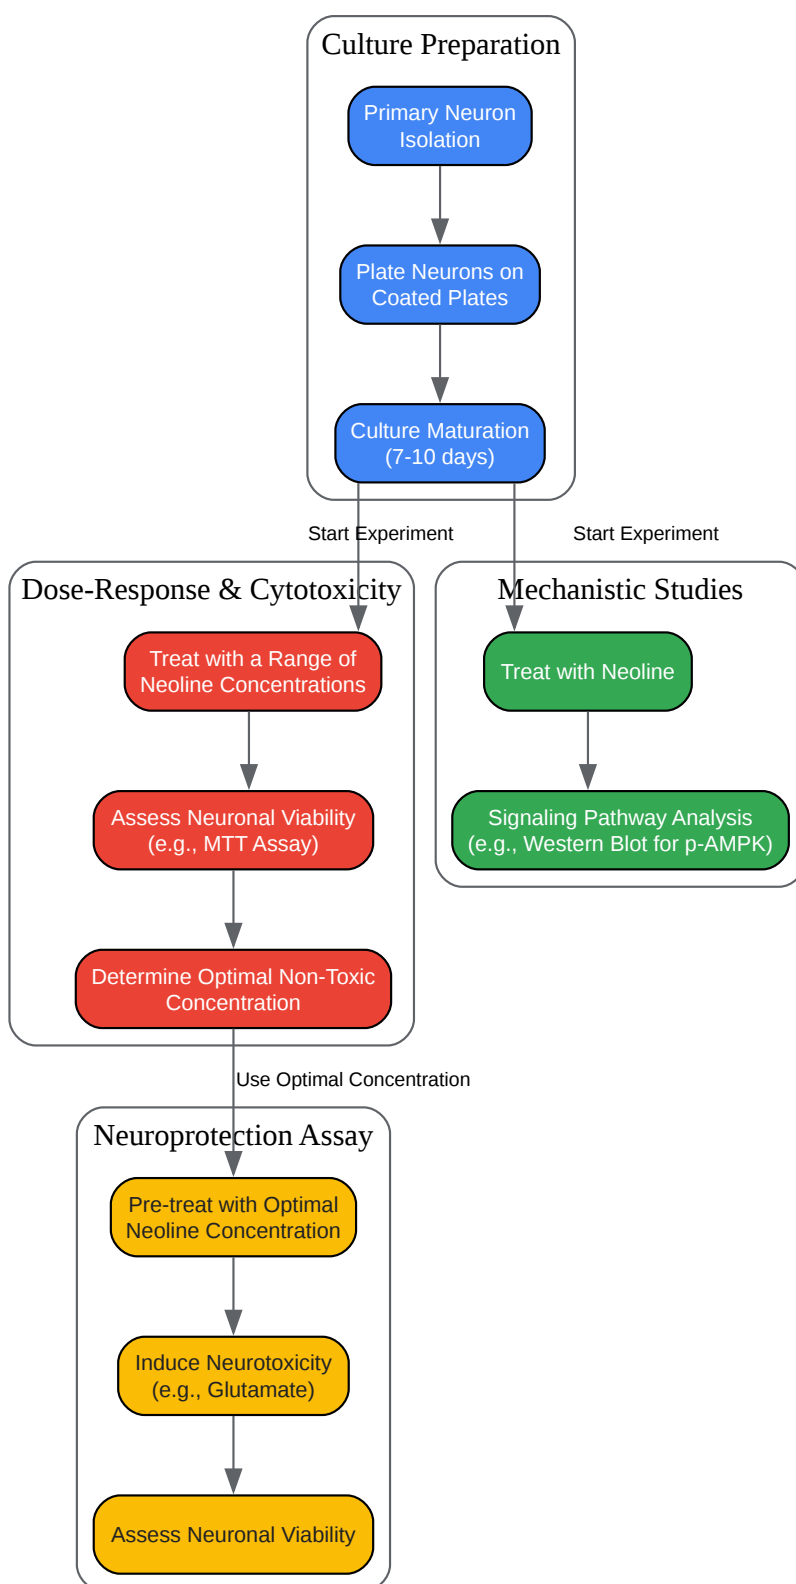 Culture Preparation
Primary Neuron
Isolation
Plate Neurons on
Coated Plates
Culture Maturation
(7-10 days)
Start Experiment
Start Experiment
Dose-Response & Cytotoxicity
Treat with a Range of
Neoline Concentrations
Assess Neuronal Viability
(e.g., MTT Assay)
Determine Optimal Non-Toxic
Concentration
Mechanistic Studies
Treat with Neoline
Signaling Pathway Analysis
(e.g., Western Blot for p-AMPK)
Use Optimal Concentration
Neuroprotection Assay
Pre-treat with Optimal
Neoline Concentration
Induce Neurotoxicity
(e.g., Glutamate)
Assess Neuronal Viability